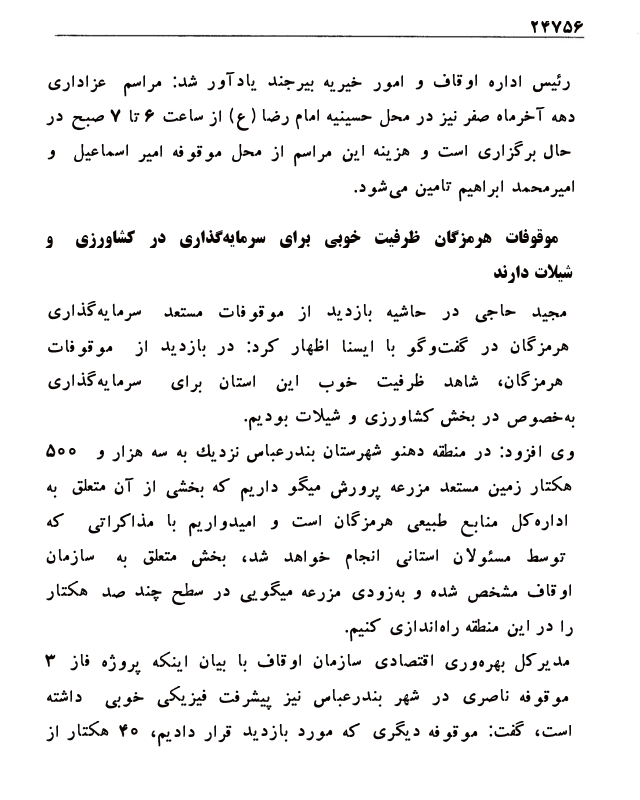 ۲۴۷۵۶
رئیس اداره اوقاف و امور خیریه بیرجند یادآور شد: مراسم عزاداری
دهه آخرماه صفر نیز در محل حسینیه امام رضا (ع) از ساعت ۶ تا ۷ صبح در
حال برگزاری است و هزینه این مراسم از محل موقوفه امیر اسماعیل و
امیرمحمد ابراهیم تامین می‌شود.
موقوفات هرمزگان ظرفیت خوبی برای سرمایه‌گذاری در کشاورزی و
شیلات دارند
مجید حاجی در حاشیه بازدید از موقوفات مستعد سرمایه‌گذاری
هرمزگان در گفت‌وگو با ایسنا اظهار کرد: در بازدید از موقوفات
هرمزگان، شاهد ظرفیت خوب این استان برای سرمایه‌گذاری
به‌خصوص در بخش کشاورزی و شیلات بودیم.
وی افزود: در منطقه دهنو شهرستان بندرعباس نزدیك به سه هزار و ۵۰۰
هکتار زمین مستعد مزرعه پرورش میگو داریم که بخشی از آن متعلق به
اداره‌کل منابع طبیعی هرمزگان است و امیدواریم با مذاکراتی که
توسط مسئولان استانی انجام خواهد شد، بخش متعلق به سازمان
اوقاف مشخص شده و به‌زودی مزرعه میگویی در سطح چند صد هکتار
را در این منطقه راه‌اندازی کنیم.
مدیرکل بهره‌وری اقتصادی سازمان اوقاف با بیان اینکه پروژه فاز ۳
موقوفه ناصری در شهر بندرعباس نیز پیشرفت فیزیکی خوبی داشته
است، گفت: موقوفه دیگری که مورد بازدید قرار دادیم، ۴۰ هکتار از